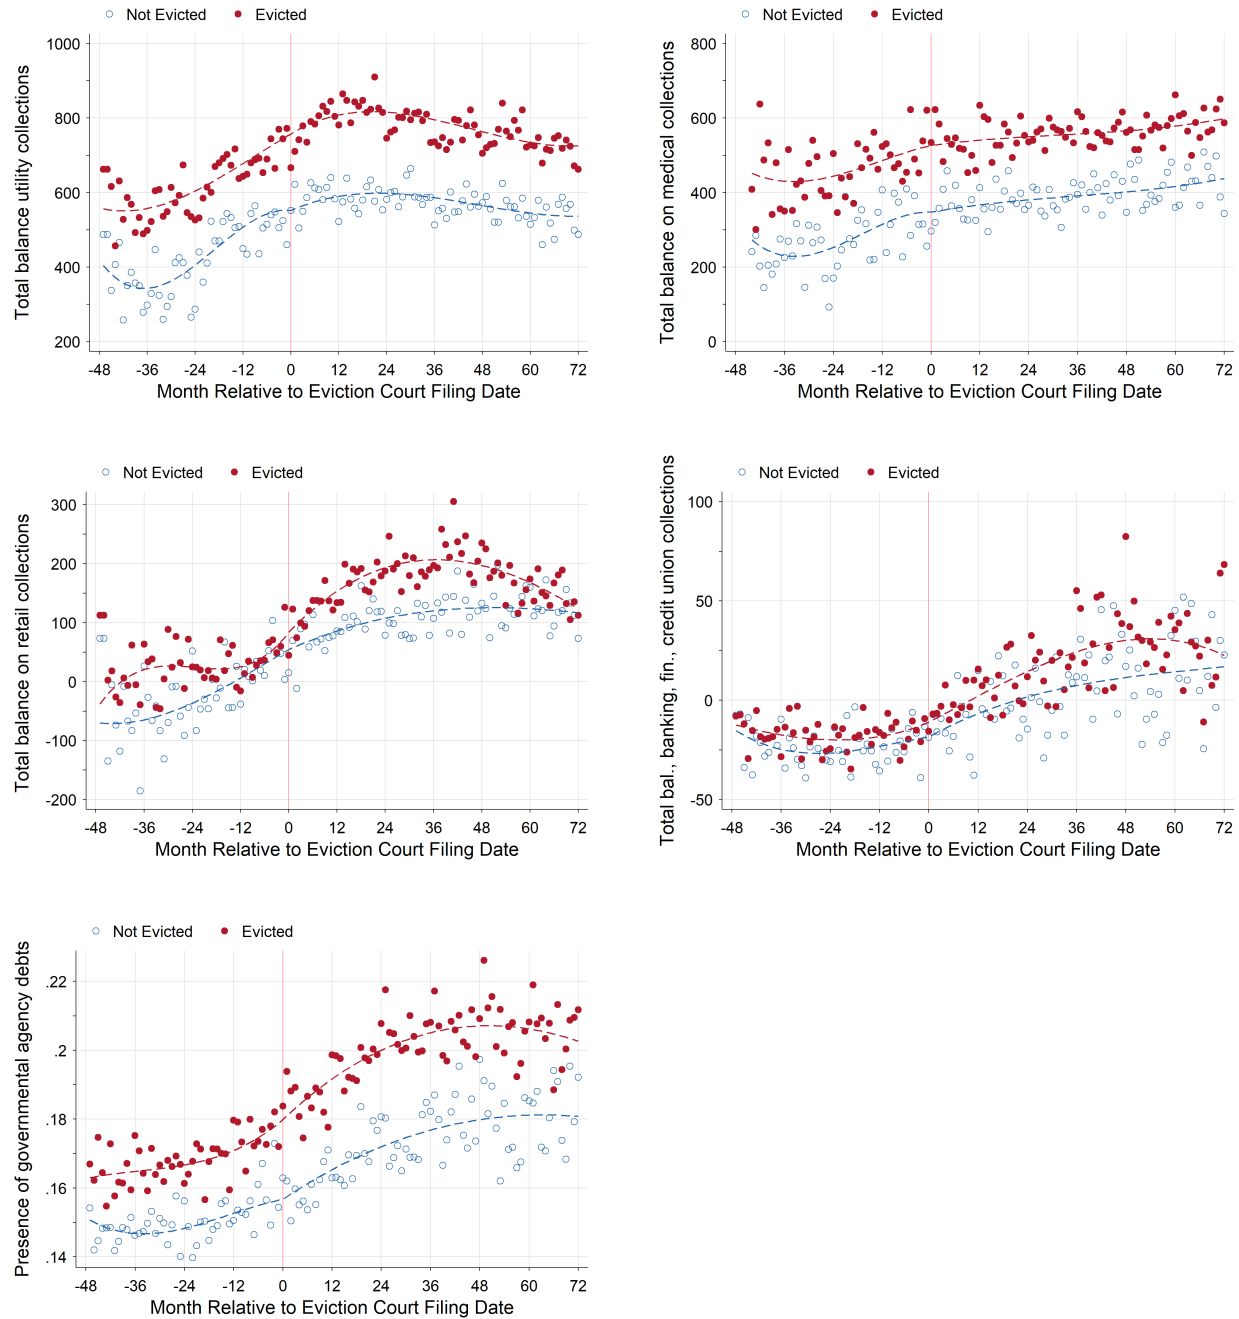 Not Evicted Evicted
Total balance utility collections
1000
800
600
400
200
-48 -36 -24 -12 0 12 24 36 48 60 72
Month Relative to Eviction Court Filing Date
Not Evicted Evicted
Total balance on medical collections
800
600
400
200
0
-48 -36 -24 -12 0 12 24 36 48 60 72
Month Relative to Eviction Court Filing Date
Not Evicted Evicted
Total balance on retail collections
300
200
100
0
-100
-200
-48 -36 -24 -12 0 12 24 36 48 60 72
Month Relative to Eviction Court Filing Date
Not Evicted Evicted
Total bal., banking, fin., credit union collections
100
50
0
-50
-48 -36 -24 -12 0 12 24 36 48 60 72
Month Relative to Eviction Court Filing Date
Not Evicted Evicted
Presence of governmental agency debts
.22
.2
.18
.16
.14
-48 -36 -24 -12 0 12 24 36 48 60 72
Month Relative to Eviction Court Filing Date